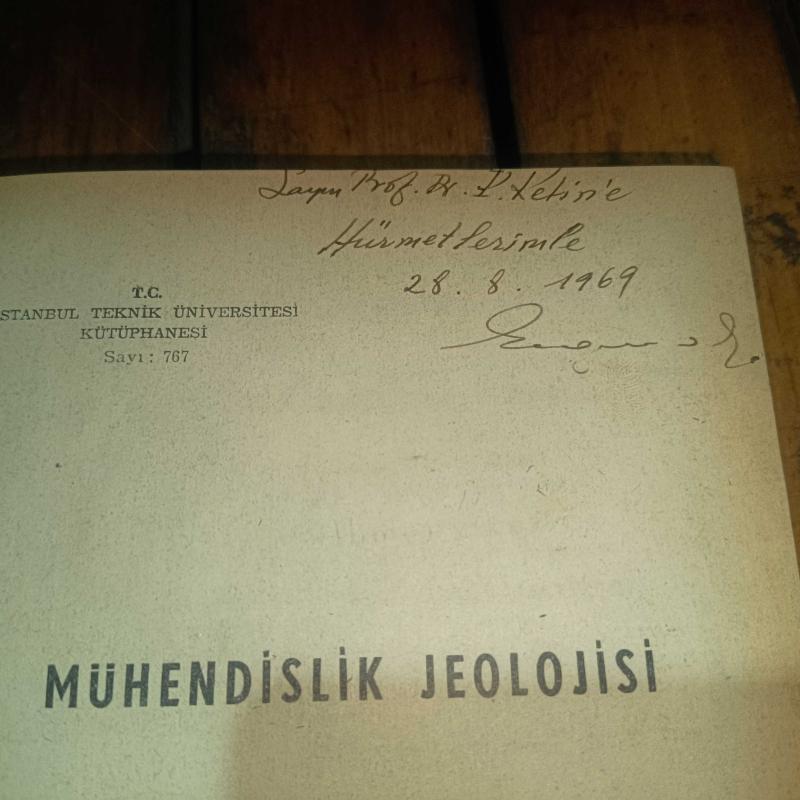 Sayın Prof. Dr. İ. Ketin'e
Hürmetlerimle
28. 8. 1969
T.C.
STANBUL TEKNİK ÜNİVERSİTESİ
KÜTÜPHANESİ
Sayı : 767
MÜHENDİSLİK JEOLOJİSİ